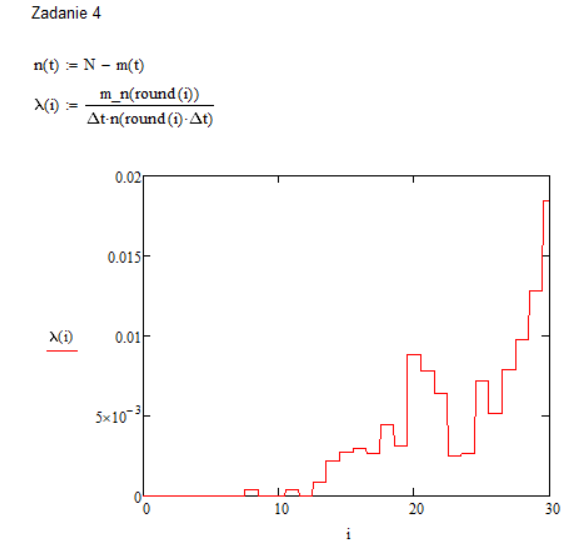 Zadanie 4
n(t) := N − m(t)
λ(i) := m_n(round(i)) / Δt·n(round(i)·Δt)
0.02
0.015
λ(i) 0.01
5×10⁻³
0
0 10 20 30
i